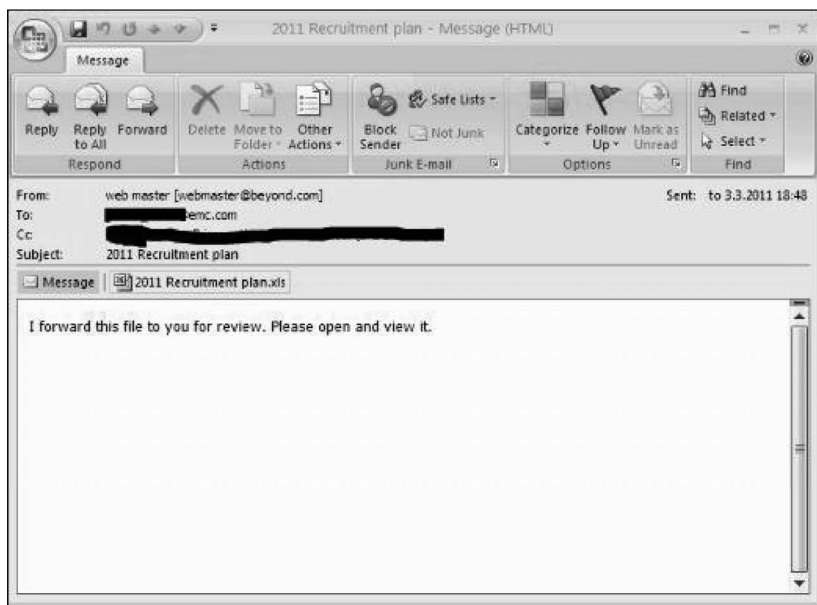 2011 Recruitment plan - Message (HTML)
Message
Reply Reply to All Forward
Respond
Delete Move to Folder Other Actions
Actions
Block Sender Safe Lists Not Junk
Junk E-mail
Categorize Follow Up Mark as Unread
Options
Find
Related
Select
Find
From: web master [webmaster@beyond.com] Sent: to 3.3.2011 18:48
To: emc.com
Cc:
Subject: 2011 Recruitment plan
Message 2011 Recruitment plan.xls
I forward this file to you for review. Please open and view it.